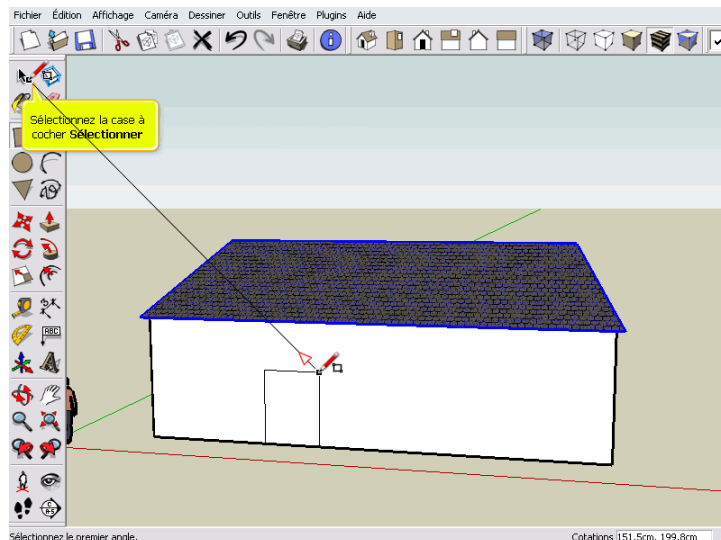 Fichier Édition Affichage Caméra Dessiner Outils Fenêtre Plugins Aide
Sélectionnez la case à
cocher Sélectionner
ABC
Sélectionnez le premier angle.
Cotations 151,5cm, 199,8cm